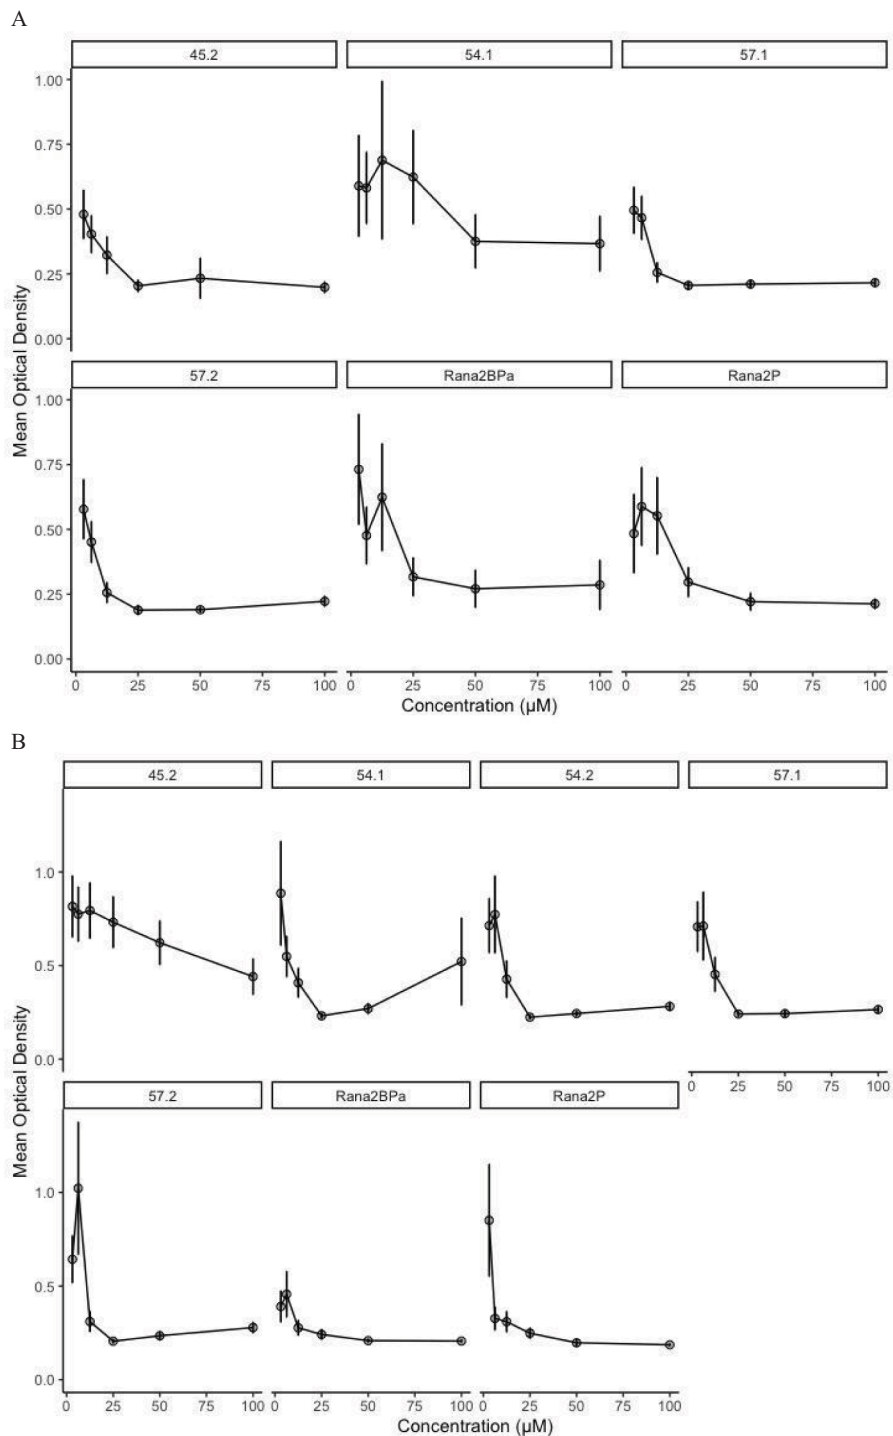 A
45.2 54.1 57.1
1.00
0.75
0.50
0.25
0.00
Mean Optical Density
57.2 Rana2BPa Rana2P
1.00
0.75
0.50
0.25
0.00
0 25 50 75 100 0 25 50 75 100 0 25 50 75 100
Concentration (µM)
B
45.2 54.1 54.2 57.1
1.0
0.5
0.0
Mean Optical Density
0 25 50 75 100
57.2 Rana2BPa Rana2P
1.0
0.5
0.0
0 25 50 75 100 0 25 50 75 100 0 25 50 75 100
Concentration (µM)